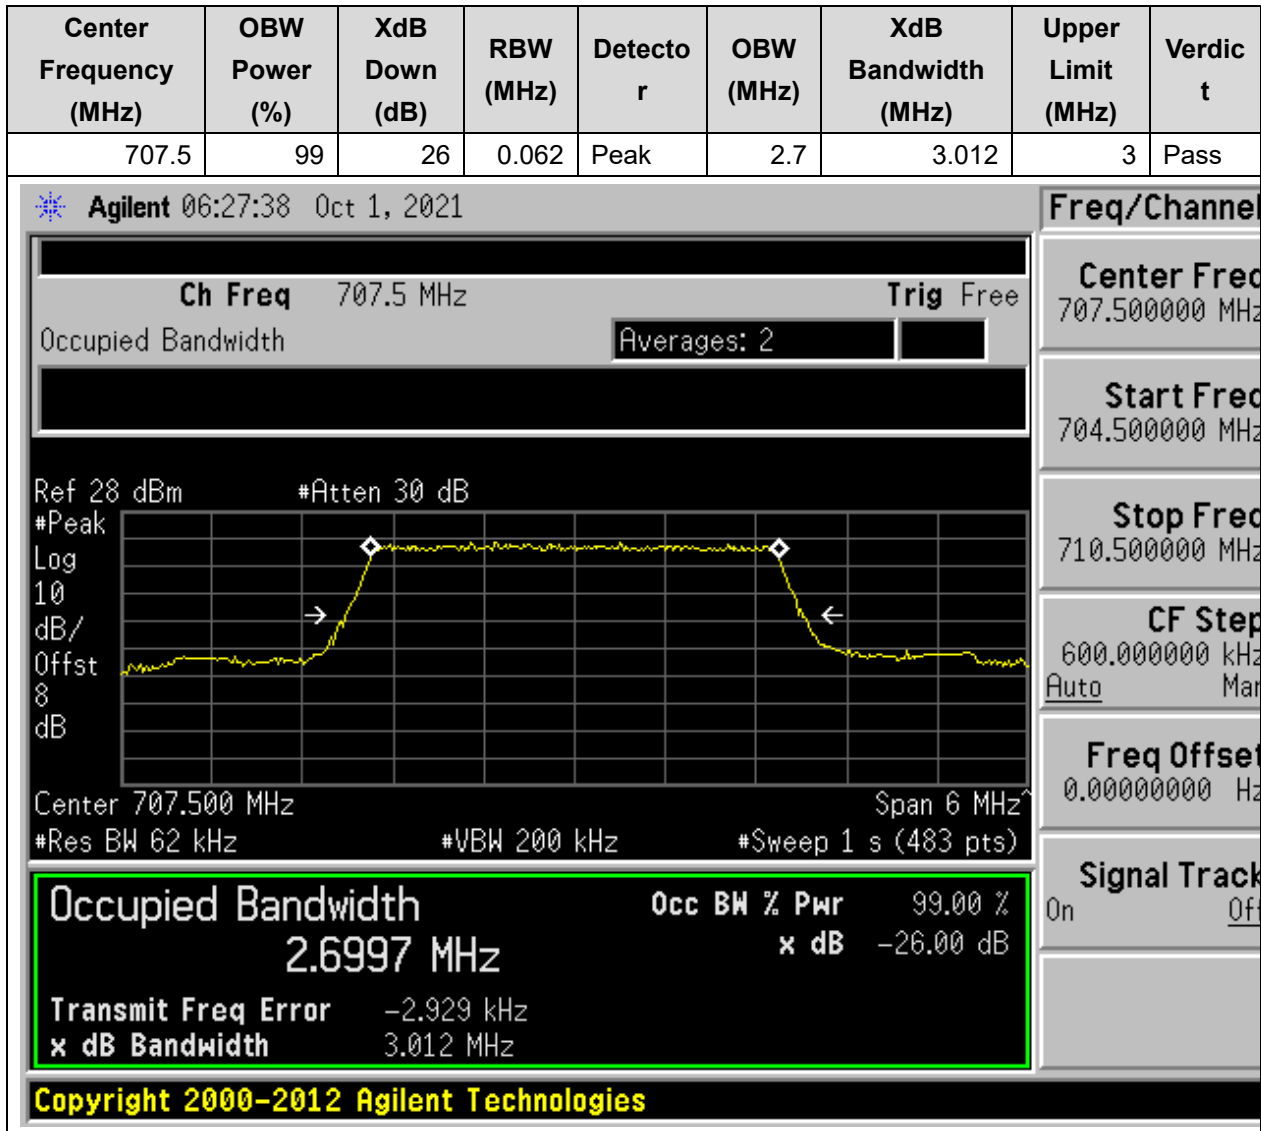 Center Frequency (MHz) OBW Power (%) XdB Down (dB) RBW (MHz) Detector OBW (MHz) XdB Bandwidth (MHz) Upper Limit (MHz) Verdict
707.5 99 26 0.062 Peak 2.7 3.012 3 Pass
Agilent 06:27:38 Oct 1, 2021
Freq/Channel
Ch Freq 707.5 MHz Trig Free
Occupied Bandwidth Averages: 2
Center Freq
707.500000 MHz
Start Freq
704.500000 MHz
Stop Freq
710.500000 MHz
CF Step
600.000000 kHz
Auto Man
Freq Offset
0.00000000 Hz
Signal Track
On Off
Ref 28 dBm #Atten 30 dB
#Peak
Log
10
dB/
Offst
8
dB
Center 707.500 MHz Span 6 MHz^
#Res BW 62 kHz #VBW 200 kHz #Sweep 1 s (483 pts)
Occupied Bandwidth
2.6997 MHz
Occ BW % Pwr 99.00 %
x dB -26.00 dB
Transmit Freq Error -2.929 kHz
x dB Bandwidth 3.012 MHz
Copyright 2000-2012 Agilent Technologies